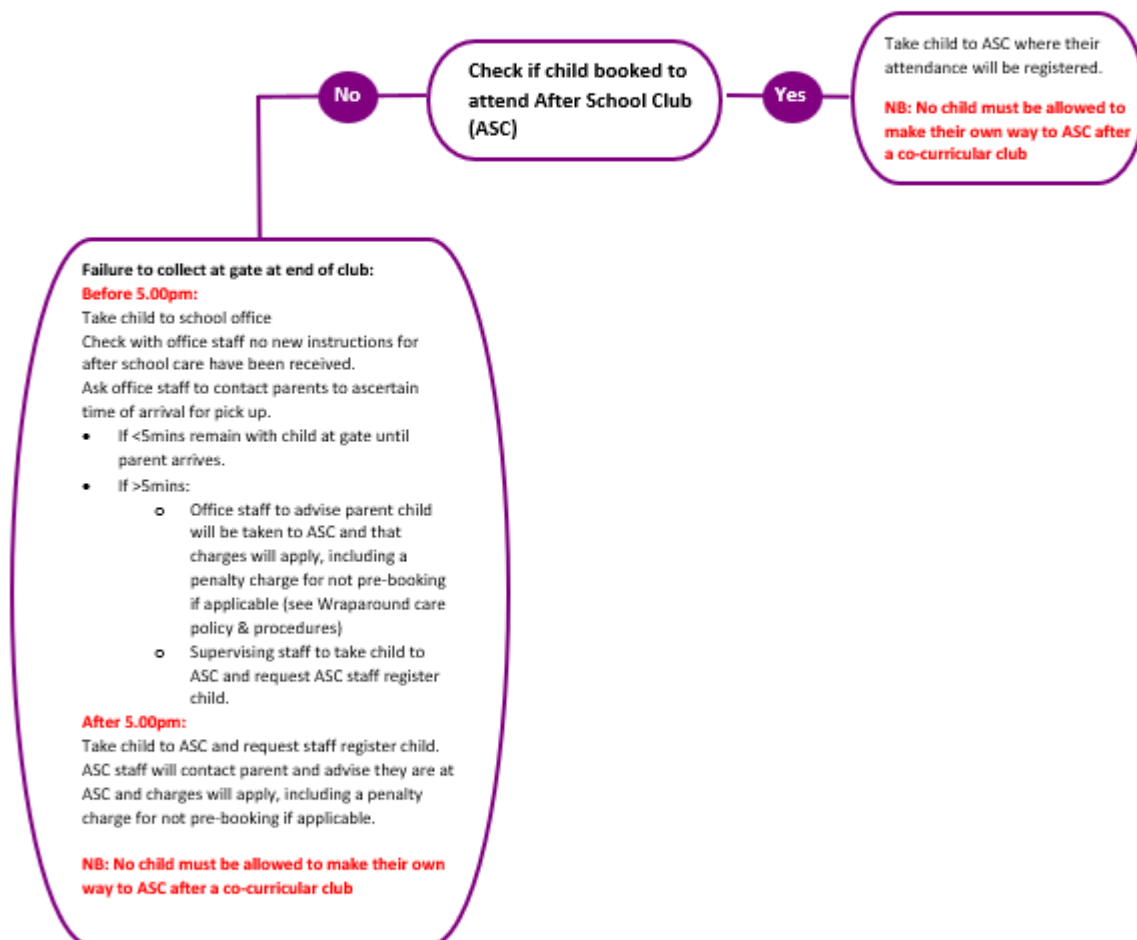 No
Check if child booked to
attend After School Club
(ASC)
Yes
Take child to ASC where their
attendance will be registered.
NB: No child must be allowed to
make their own way to ASC after
a co-curricular club
Failure to collect at gate at end of club:
Before 5.00pm:
Take child to school office
Check with office staff no new instructions for
after school care have been received.
Ask office staff to contact parents to ascertain
time of arrival for pick up.
• If <5mins remain with child at gate until
parent arrives.
• If >5mins:
o Office staff to advise parent child
will be taken to ASC and that
charges will apply, including a
penalty charge for not pre-booking
if applicable (see Wraparound care
policy & procedures)
o Supervising staff to take child to
ASC and request ASC staff register
child.
After 5.00pm:
Take child to ASC and request staff register child.
ASC staff will contact parent and advise they are at
ASC and charges will apply, including a penalty
charge for not pre-booking if applicable.
NB: No child must be allowed to make their own
way to ASC after a co-curricular club